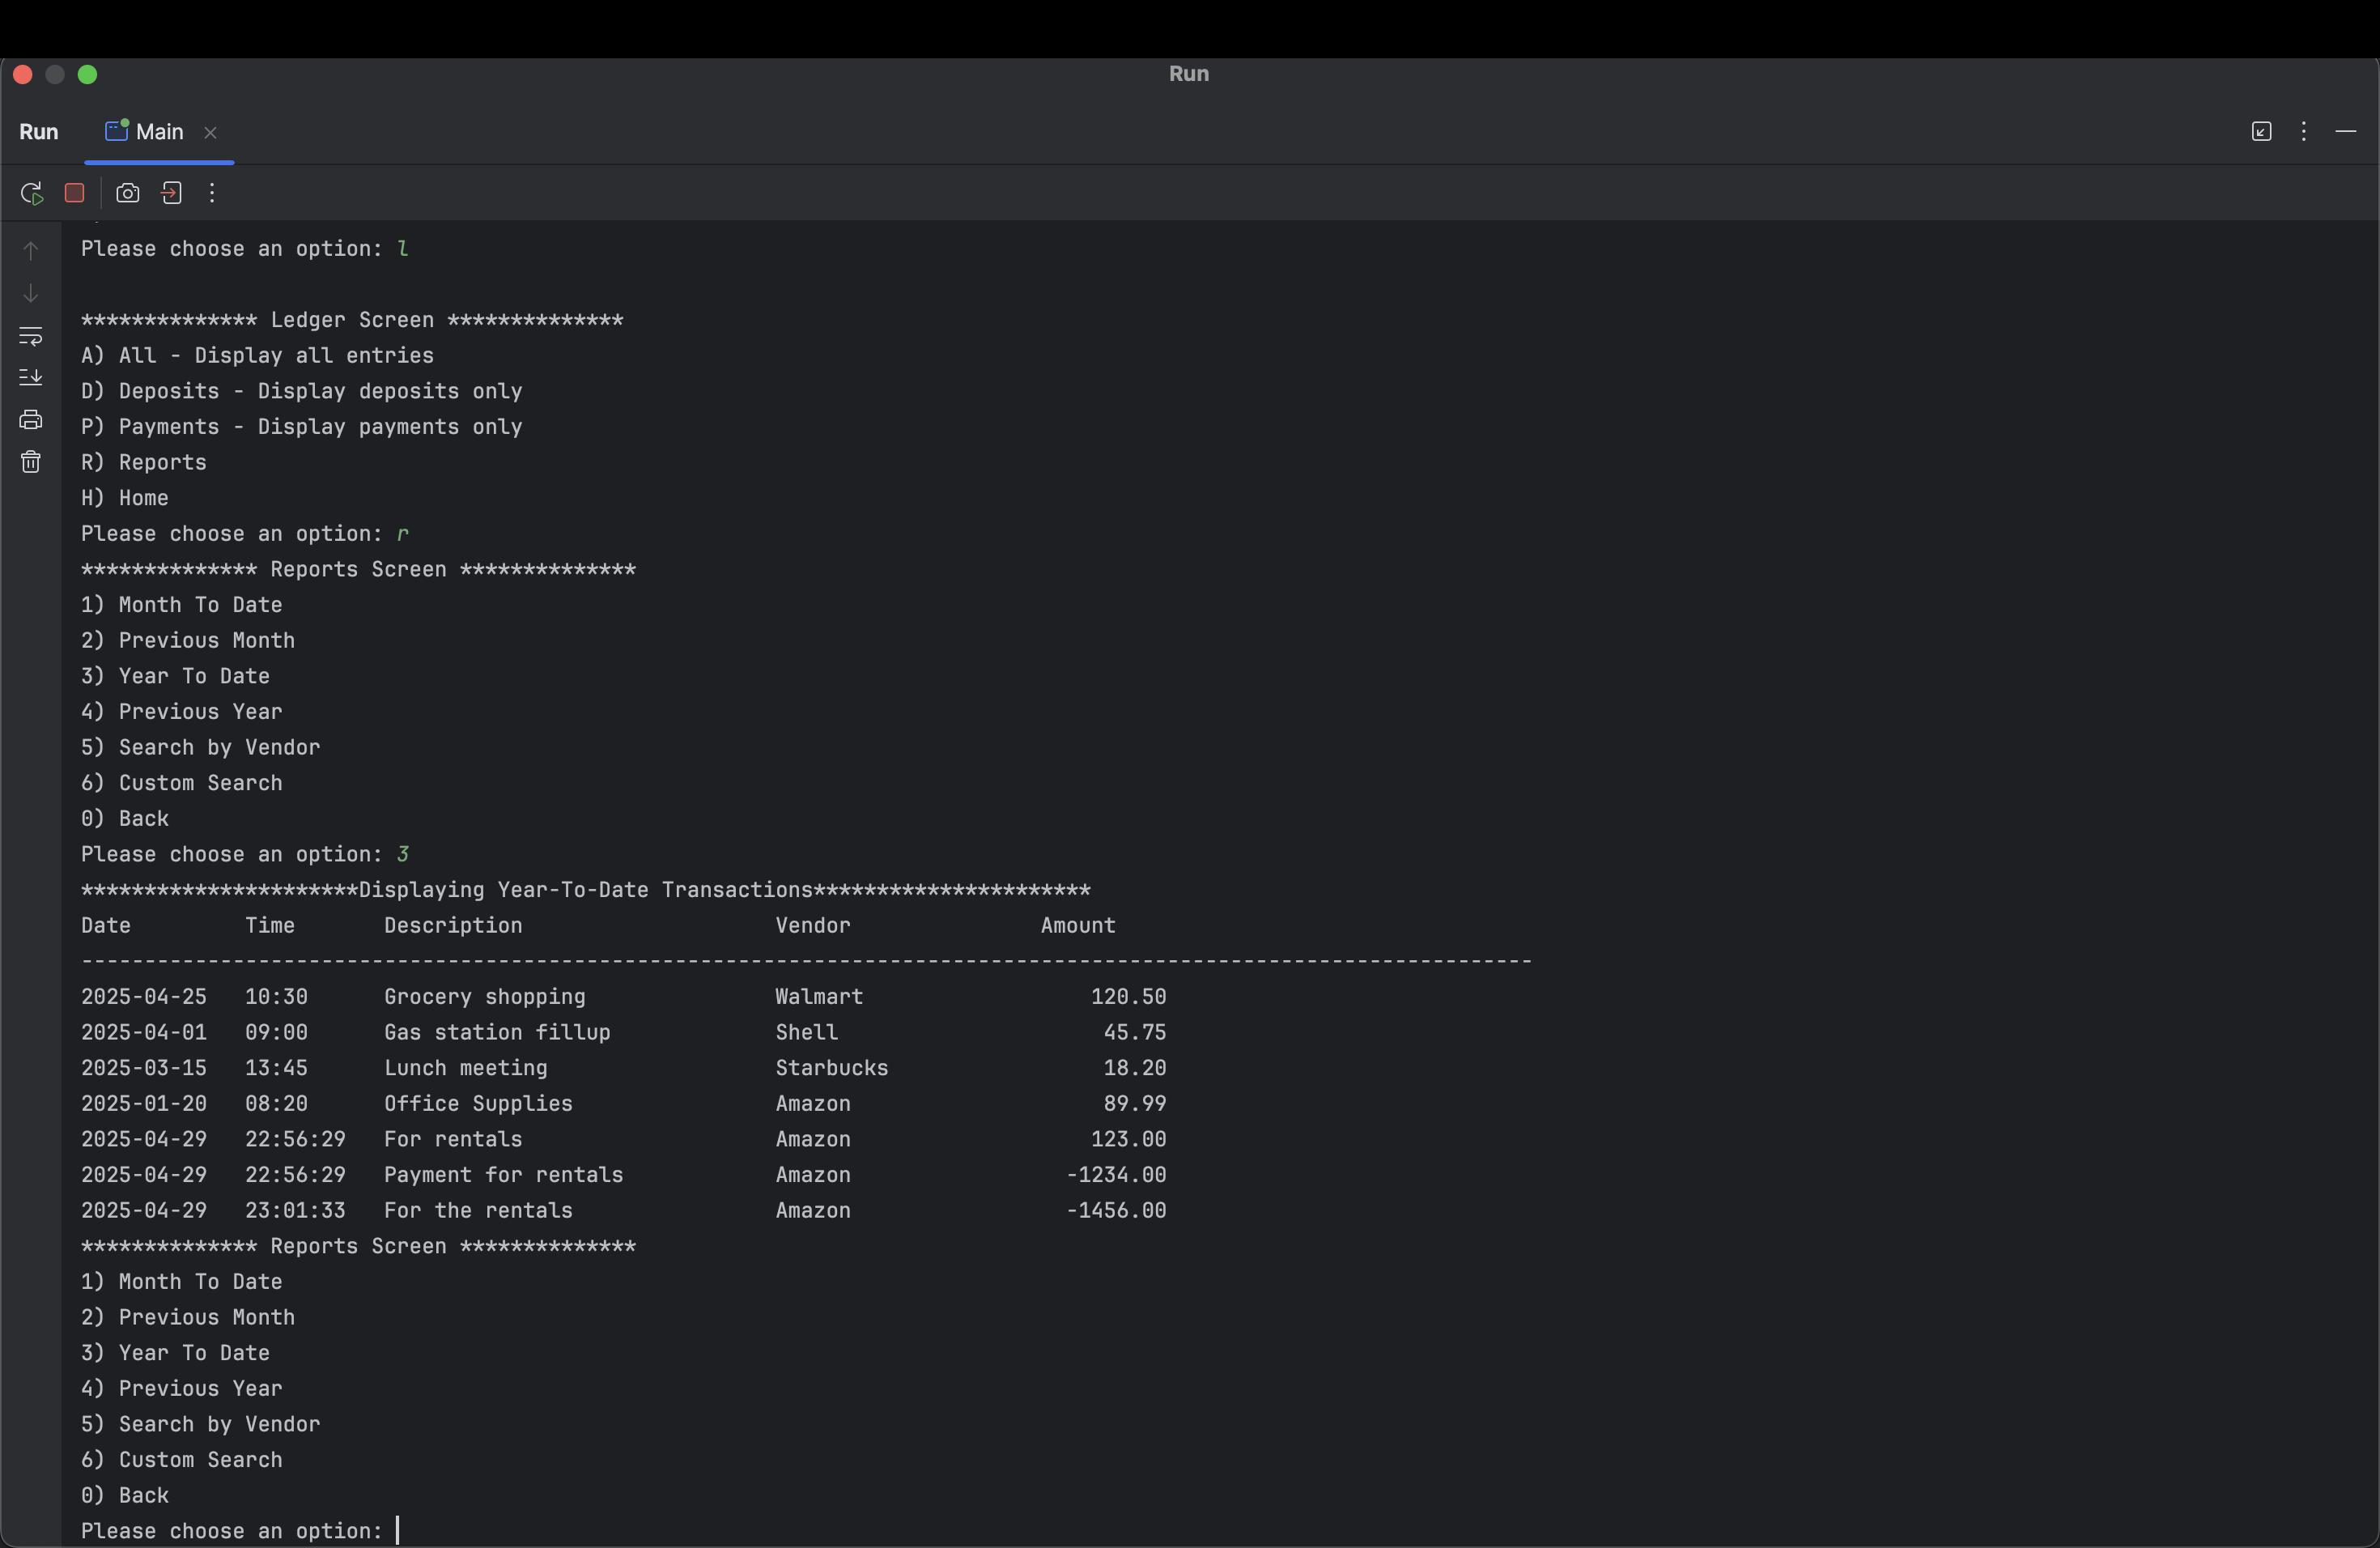 Run
Run Main
Please choose an option: l
************** Ledger Screen **************
A) All - Display all entries
D) Deposits - Display deposits only
P) Payments - Display payments only
R) Reports
H) Home
Please choose an option: r
************** Reports Screen **************
1) Month To Date
2) Previous Month
3) Year To Date
4) Previous Year
5) Search by Vendor
6) Custom Search
0) Back
Please choose an option: 3
**********************Displaying Year-To-Date Transactions**********************
Date Time Description Vendor Amount
-------------------------------------------------------------------------------------------------------------------
2025-04-25 10:30 Grocery shopping Walmart 120.50
2025-04-01 09:00 Gas station fillup Shell 45.75
2025-03-15 13:45 Lunch meeting Starbucks 18.20
2025-01-20 08:20 Office Supplies Amazon 89.99
2025-04-29 22:56:29 For rentals Amazon 123.00
2025-04-29 22:56:29 Payment for rentals Amazon -1234.00
2025-04-29 23:01:33 For the rentals Amazon -1456.00
************** Reports Screen **************
1) Month To Date
2) Previous Month
3) Year To Date
4) Previous Year
5) Search by Vendor
6) Custom Search
0) Back
Please choose an option: